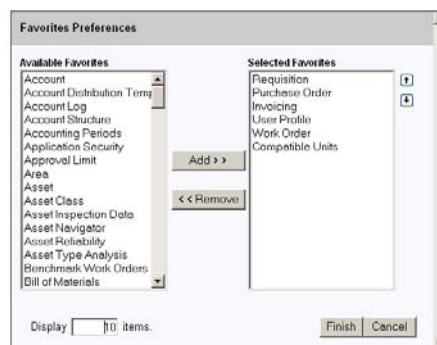 Favorites Preferences
Available Favorites
Account
Account Distribution Temp
Account Log
Account Structure
Accounting Periods
Application Security
Approval Limit
Area
Asset
Asset Class
Asset Inspection Data
Asset Navigator
Asset Reliability
Asset Type Analysis
Benchmark Work Orders
Bill of Materials
Add > >
< < Remove
Selected Favorites
Requisition
Purchase Order
Invoicing
User Profile
Work Order
Compatible Units
Display 10 items.
Finish Cancel